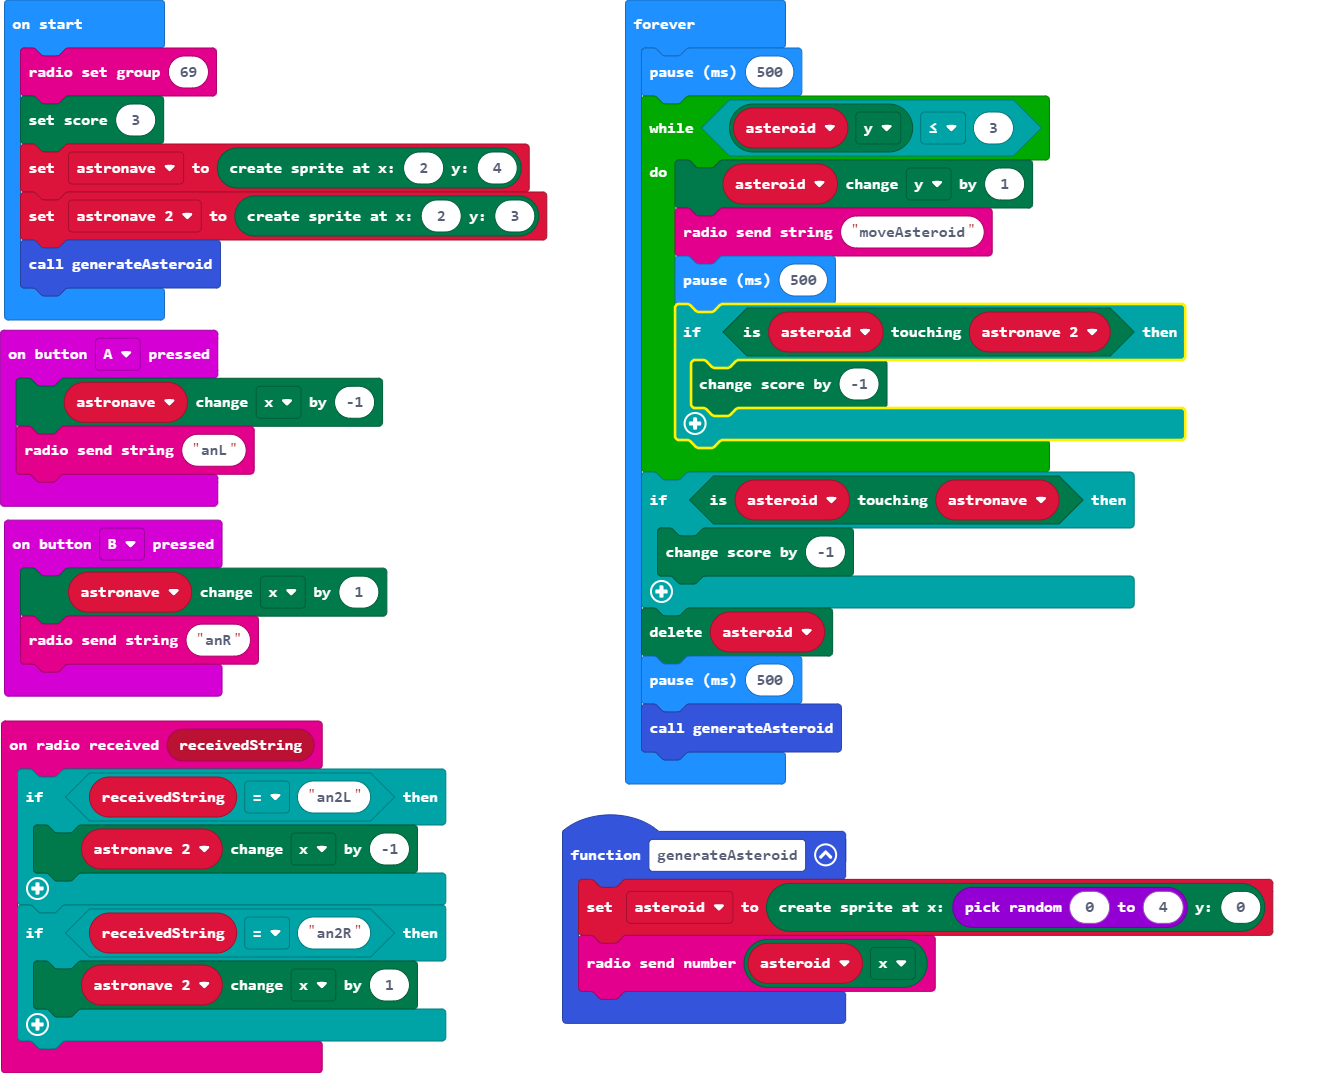 on start
radio set group 69
set score 3
set astronave to create sprite at x: 2 y: 4
set astronave 2 to create sprite at x: 2 y: 3
call generateAsteroid
on button A pressed
astronave change x by -1
radio send string "anL"
on button B pressed
astronave change x by 1
radio send string "anR"
on radio received receivedString
if receivedString = "an2L" then
astronave 2 change x by -1
if receivedString = "an2R" then
astronave 2 change x by 1
forever
pause (ms) 500
while asteroid y ≤ 3
do asteroid change y by 1
radio send string "moveAsteroid"
pause (ms) 500
if is asteroid touching astronave 2 then
change score by -1
if is asteroid touching astronave then
change score by -1
delete asteroid
pause (ms) 500
call generateAsteroid
function generateAsteroid
set asteroid to create sprite at x: pick random 0 to 4 y: 0
radio send number asteroid x